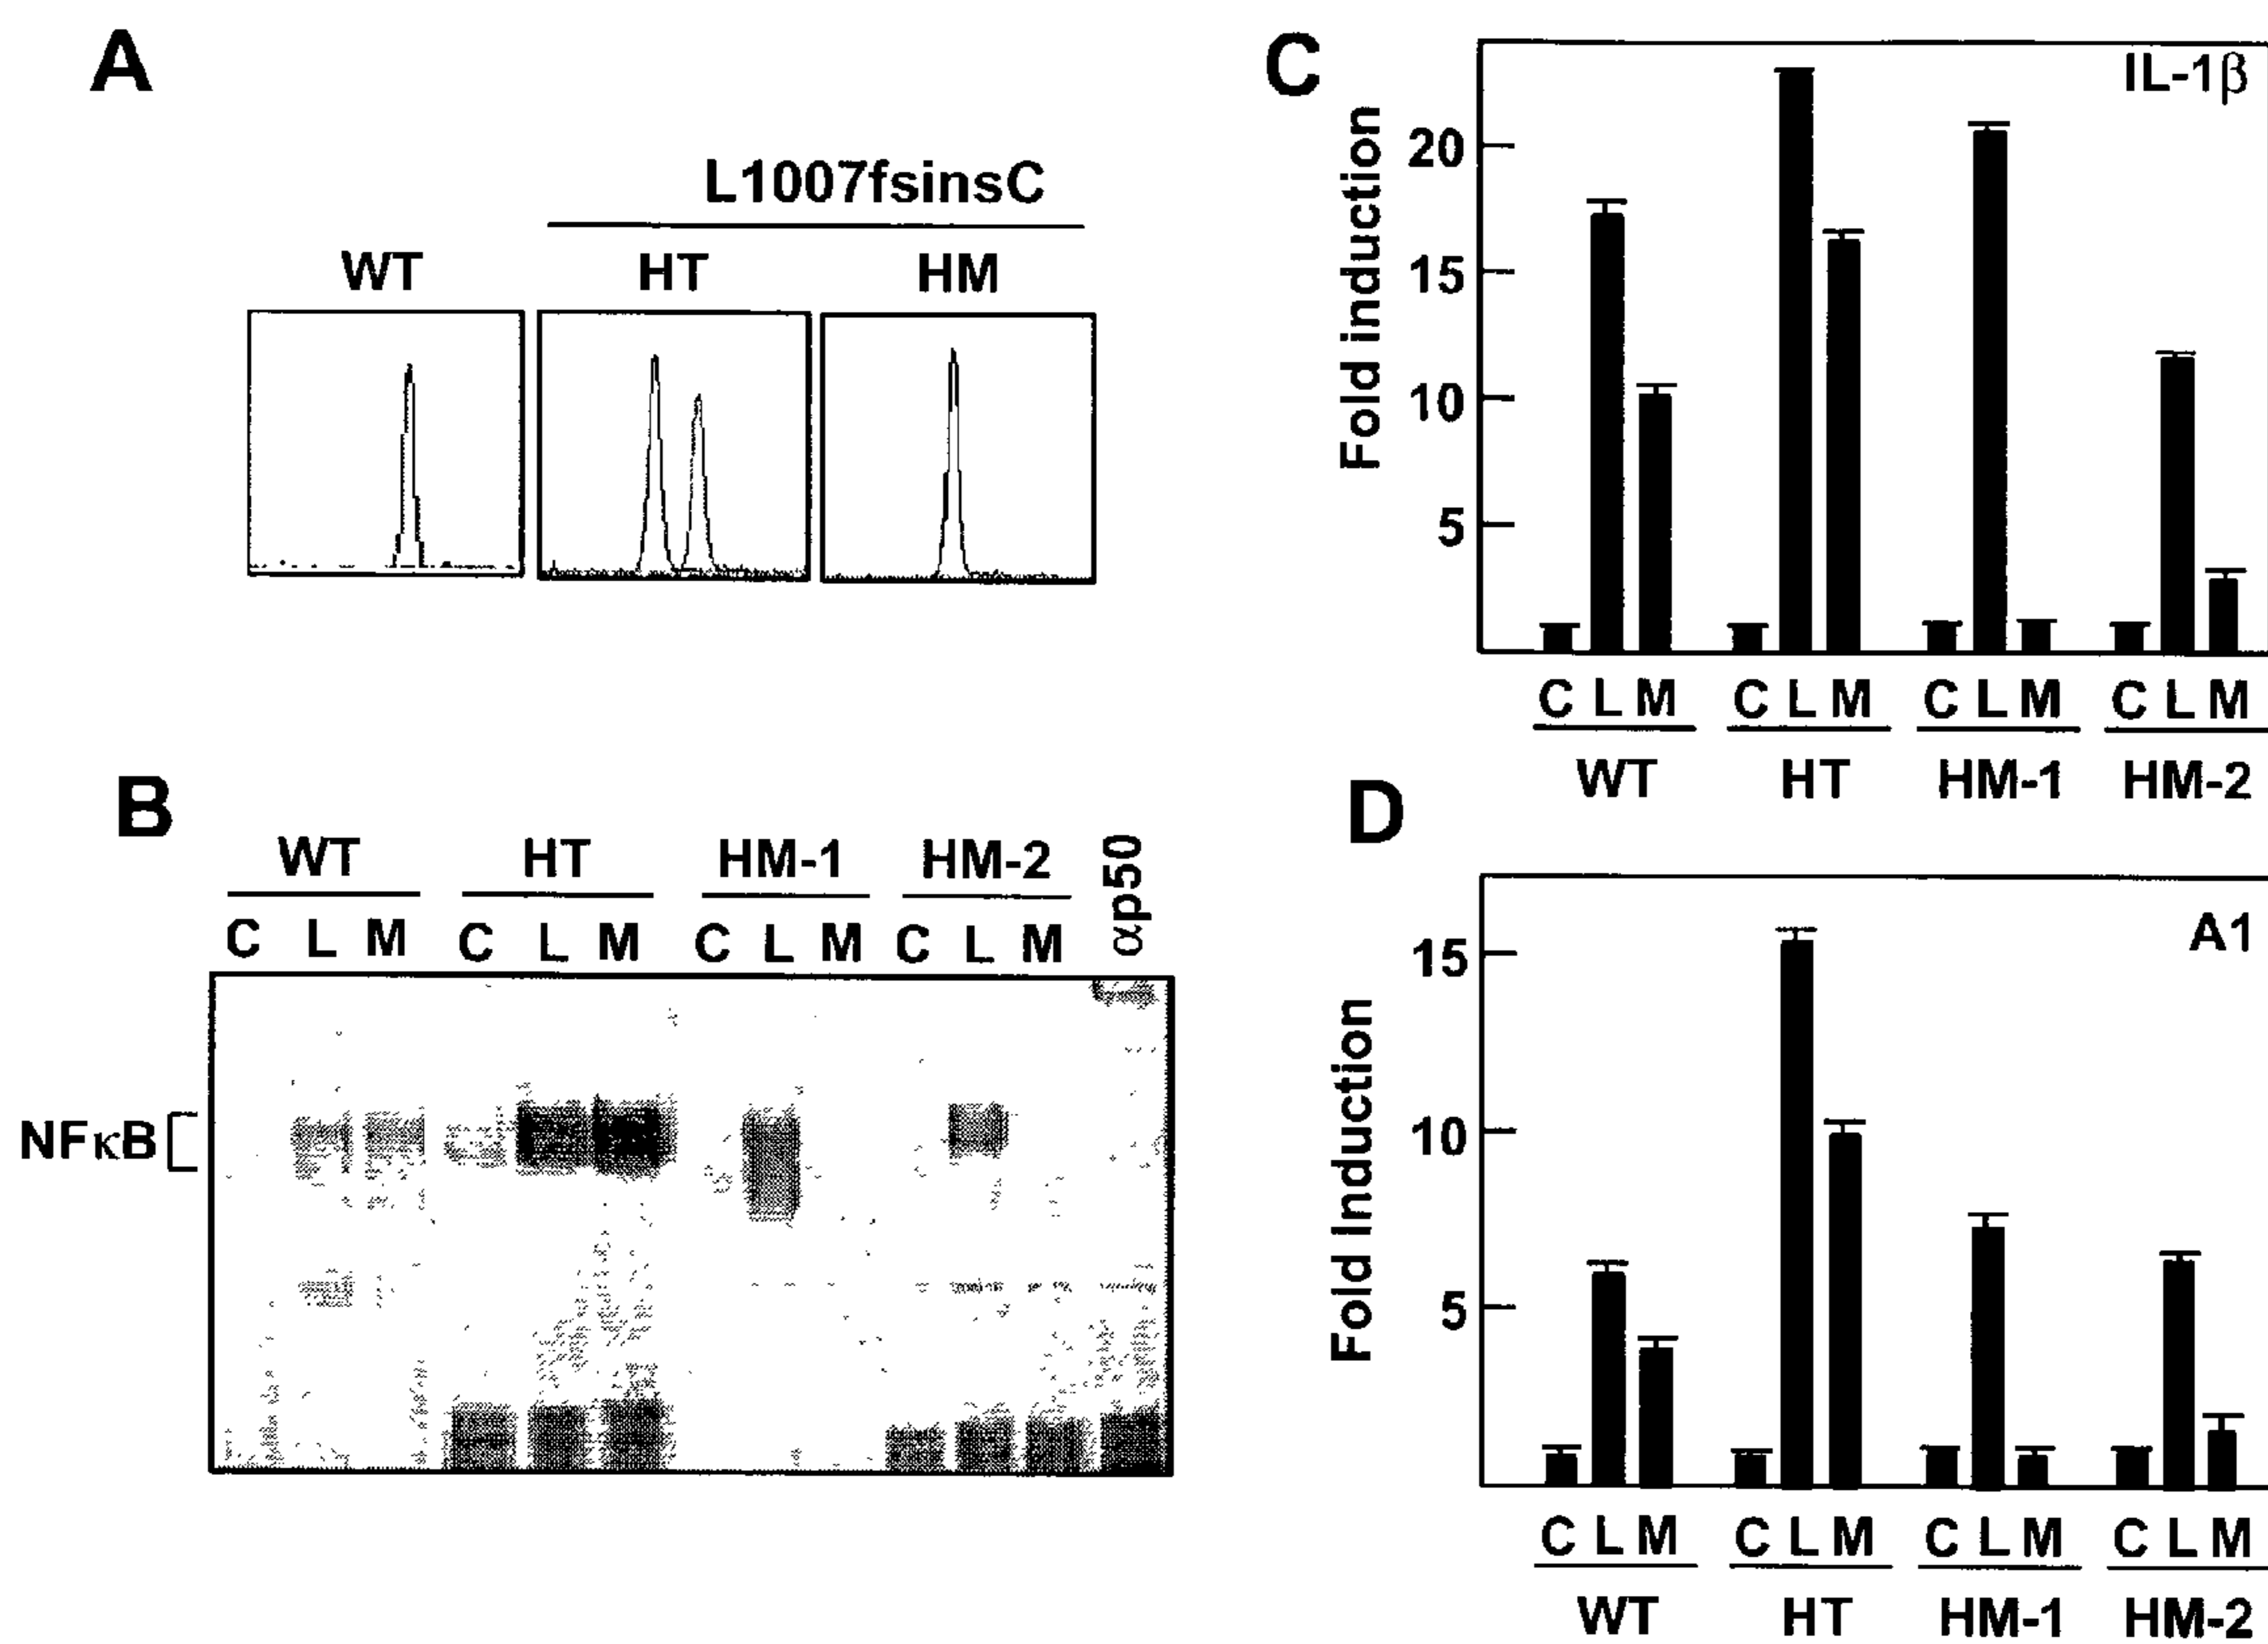 A
L1007fsinsC
WT HT HM
B
WT HT HM-1 HM-2 αp50
C L M C L M C L M C L M
NFκB
C
IL-1β
Fold induction
20
15
10
5
C L M C L M C L M C L M
WT HT HM-1 HM-2
D
A1
Fold Induction
15
10
5
C L M C L M C L M C L M
WT HT HM-1 HM-2